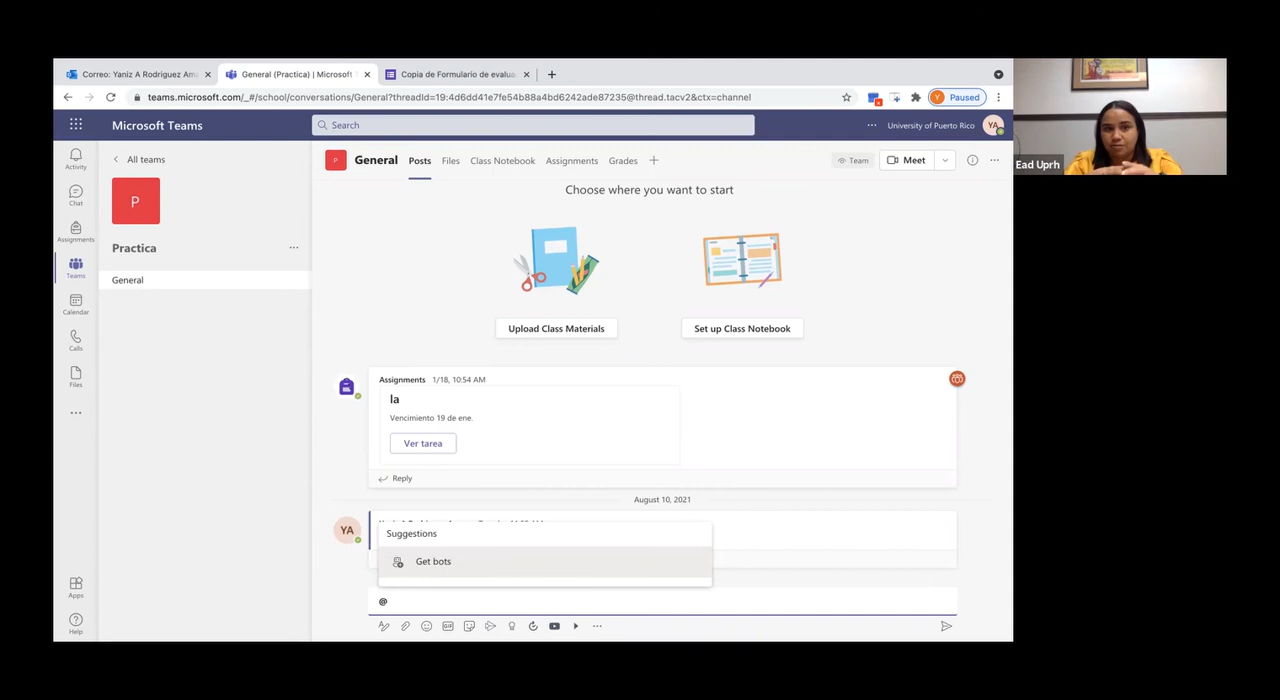 Correo: Yaniz A Rodriguez Am
General (Practica) | Microsoft T
Copia de Formulario de evalua
teams.microsoft.com/_#/school/conversations/General?threadId=19:4d6dd41e7fe54b88a4bd6242ade87235@thread.tacv2&ctx=channel
Y
Paused
Microsoft Teams
Search
University of Puerto Rico
YA
Activity
Chat
Assignments
Teams
Calendar
Calls
Files
Apps
Help
All teams
P
Practica
General
P
General
Posts
Files
Class Notebook
Assignments
Grades
Team
Meet
Choose where you want to start
Upload Class Materials
Set up Class Notebook
Assignments 1/18, 10:54 AM
la
Vencimiento 19 de ene.
Ver tarea
Reply
August 10, 2021
YA
Suggestions
Get bots
@
GIF
Ead Uprh